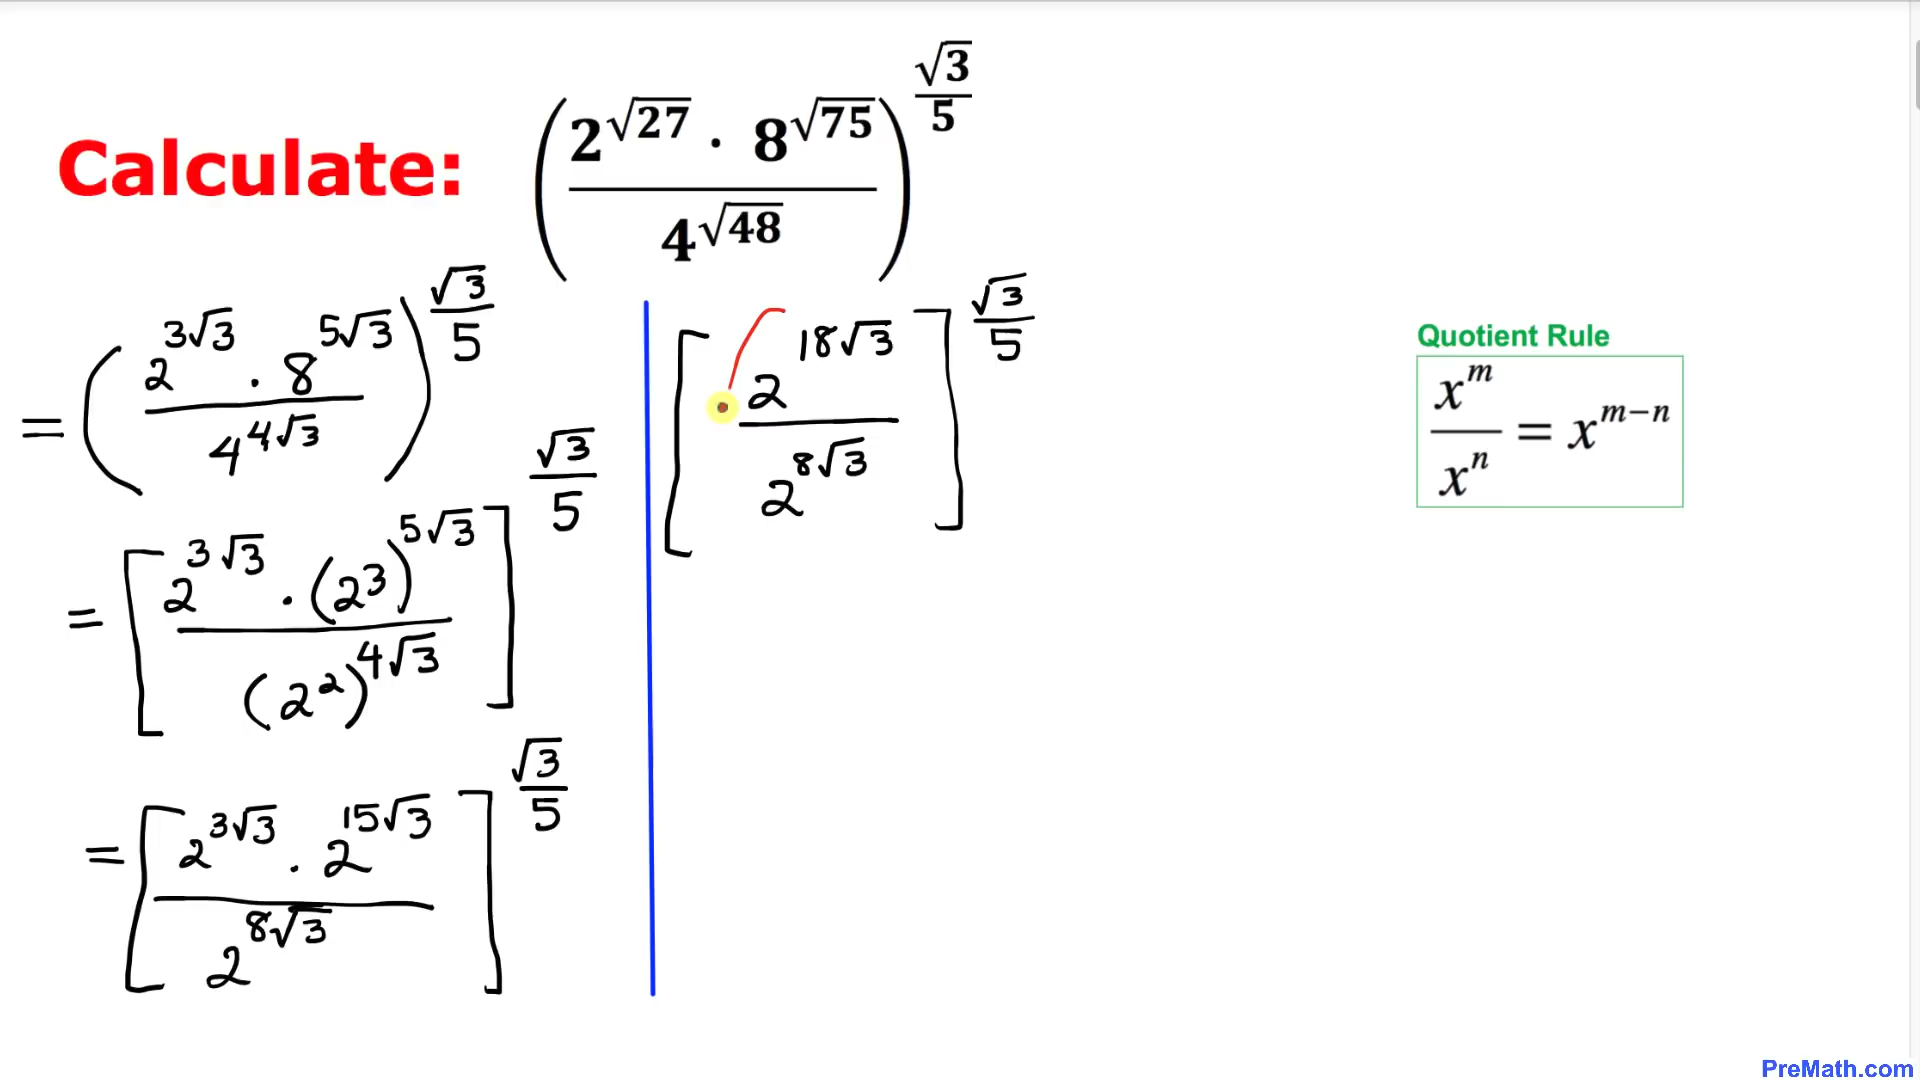 Calculate: (2^√27 · 8^√75 / 4^√48)^(√3/5)
= (2^3√3 · 8^5√3 / 4^4√3)^(√3/5)
= [2^3√3 · (2^3)^5√3 / (2^2)^4√3]^(√3/5)
= [2^3√3 · 2^15√3 / 2^8√3]^(√3/5)
[2^18√3 / 2^8√3]^(√3/5)
Quotient Rule
x^m / x^n = x^(m−n)
PreMath.com